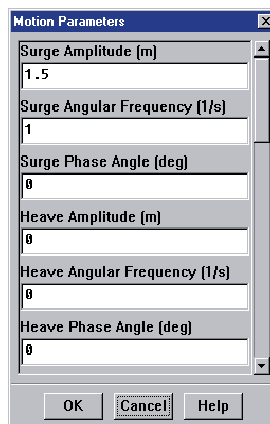 Motion Parameters
Surge Amplitude (m)
1.5
Surge Angular Frequency (1/s)
1
Surge Phase Angle (deg)
0
Heave Amplitude (m)
0
Heave Angular Frequency (1/s)
0
Heave Phase Angle (deg)
0
OK Cancel Help